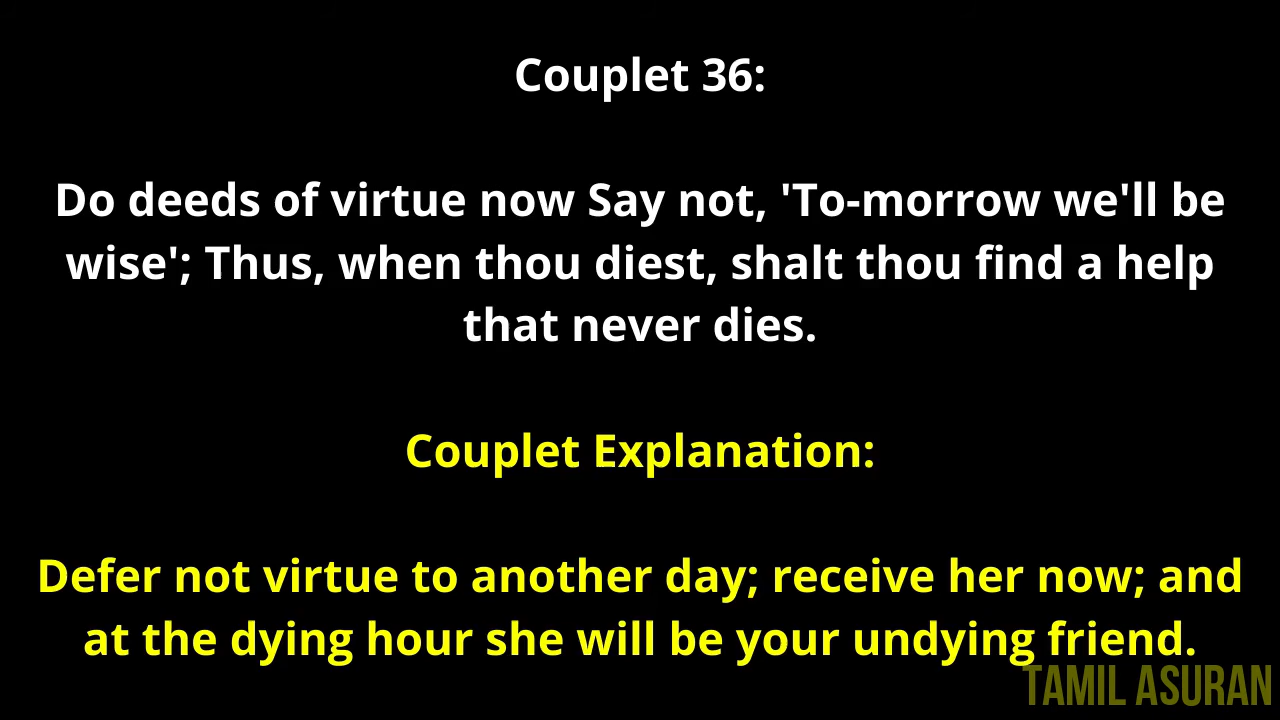 Couplet 36:
Do deeds of virtue now Say not, 'To-morrow we'll be
wise'; Thus, when thou diest, shalt thou find a help
that never dies.
Couplet Explanation:
Defer not virtue to another day; receive her now; and
at the dying hour she will be your undying friend.
TAMIL ASURAN